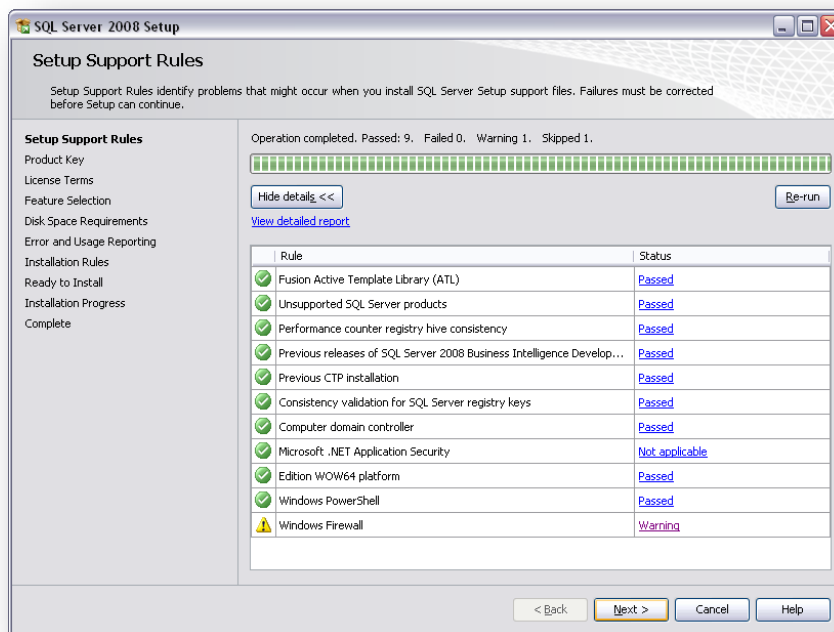 SQL Server 2008 Setup
Setup Support Rules
Setup Support Rules identify problems that might occur when you install SQL Server Setup support files. Failures must be corrected
before Setup can continue.
Setup Support Rules
Product Key
License Terms
Feature Selection
Disk Space Requirements
Error and Usage Reporting
Installation Rules
Ready to Install
Installation Progress
Complete
Operation completed. Passed: 9.   Failed 0.   Warning 1.   Skipped 1.
Hide details <<
Re-run
View detailed report
Rule Status
Fusion Active Template Library (ATL) Passed
Unsupported SQL Server products Passed
Performance counter registry hive consistency Passed
Previous releases of SQL Server 2008 Business Intelligence Develop... Passed
Previous CTP installation Passed
Consistency validation for SQL Server registry keys Passed
Computer domain controller Passed
Microsoft .NET Application Security Not applicable
Edition WOW64 platform Passed
Windows PowerShell Passed
Windows Firewall Warning
< Back Next > Cancel Help